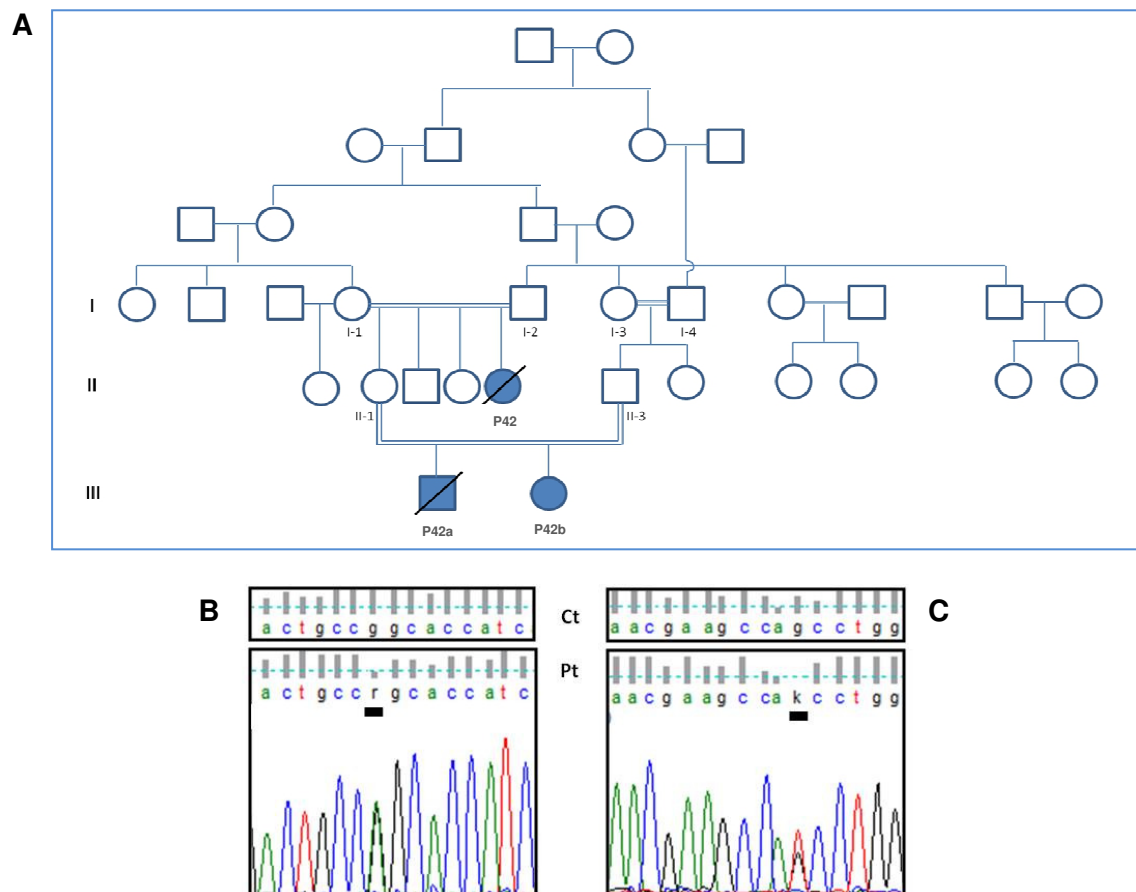 A
I
I-1
I-2
I-3
I-4
II
II-1
P42
II-3
III
P42a
P42b
B
a c t g c c g g c a c c a t c
Ct
a a c g a a g c c a g c c t g g
C
a c t g c c r g c a c c a t c
Pt
a a c g a a g c c a k c c t g g